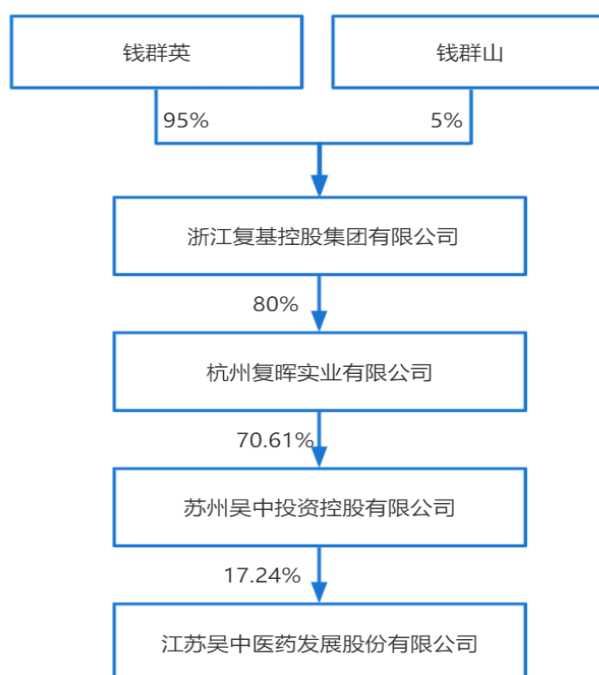 钱群英
钱群山
95%
5%
浙江复基控股集团有限公司
80%
杭州复晖实业有限公司
70.61%
苏州吴中投资控股有限公司
17.24%
江苏吴中医药发展股份有限公司